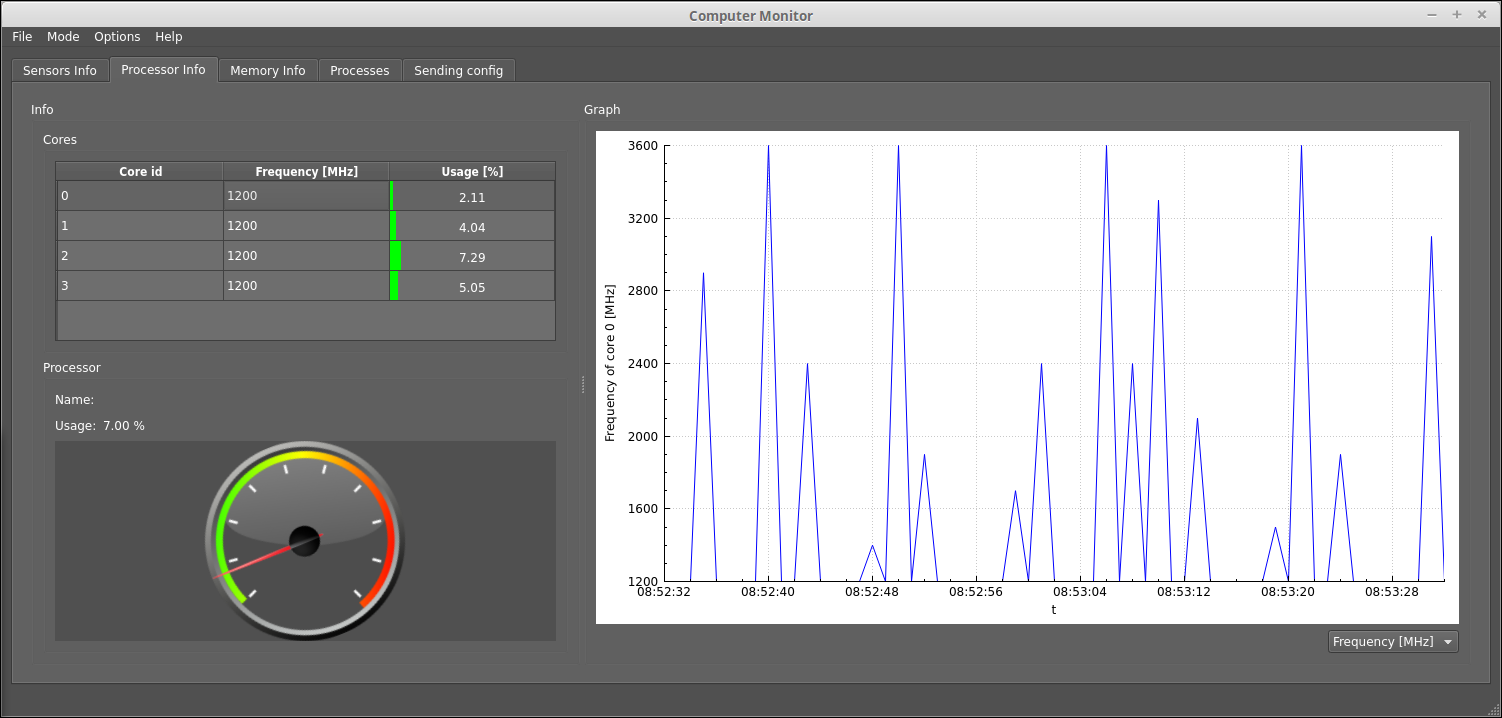 Computer Monitor
File Mode Options Help
Sensors Info Processor Info Memory Info Processes Sending config
Info
Cores
Core id Frequency [MHz] Usage [%]
0 1200 2.11
1 1200 4.04
2 1200 7.29
3 1200 5.05
Processor
Name:
Usage: 7.00 %
Graph
3600
3200
2800
2400
2000
1600
1200
Frequency of core 0 [MHz]
08:52:32 08:52:40 08:52:48 08:52:56 08:53:04 08:53:12 08:53:20 08:53:28
t
Frequency [MHz]